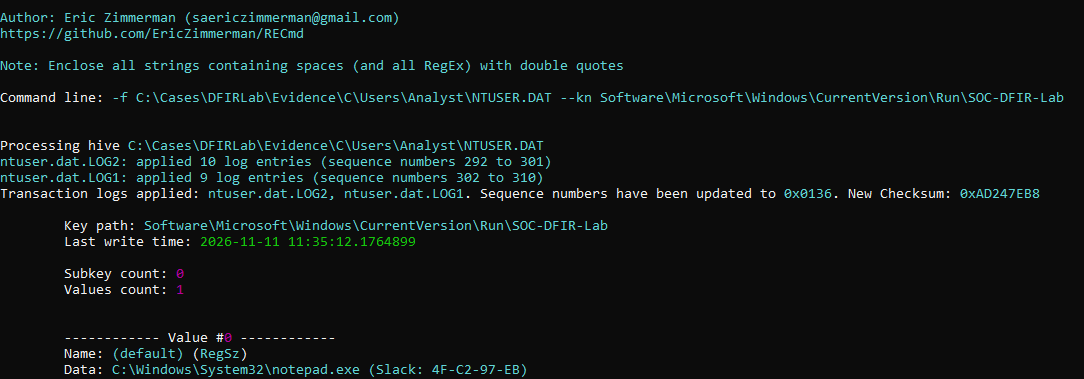 Author: Eric Zimmerman (saericzimmerman@gmail.com)
https://github.com/EricZimmerman/RECmd
Note: Enclose all strings containing spaces (and all RegEx) with double quotes
Command line: -f C:\Cases\DFIRLab\Evidence\C\Users\Analyst\NTUSER.DAT --kn Software\Microsoft\Windows\CurrentVersion\Run\SOC-DFIR-Lab
Processing hive C:\Cases\DFIRLab\Evidence\C\Users\Analyst\NTUSER.DAT
ntuser.dat.LOG2: applied 10 log entries (sequence numbers 292 to 301)
ntuser.dat.LOG1: applied 9 log entries (sequence numbers 302 to 310)
Transaction logs applied: ntuser.dat.LOG2, ntuser.dat.LOG1. Sequence numbers have been updated to 0x0136. New Checksum: 0xAD247EB8
Key path: Software\Microsoft\Windows\CurrentVersion\Run\SOC-DFIR-Lab
Last write time: 2026-11-11 11:35:12.1764899
Subkey count: 0
Values count: 1
------------ Value #0 ------------
Name: (default) (RegSz)
Data: C:\Windows\System32\notepad.exe (Slack: 4F-C2-97-EB)